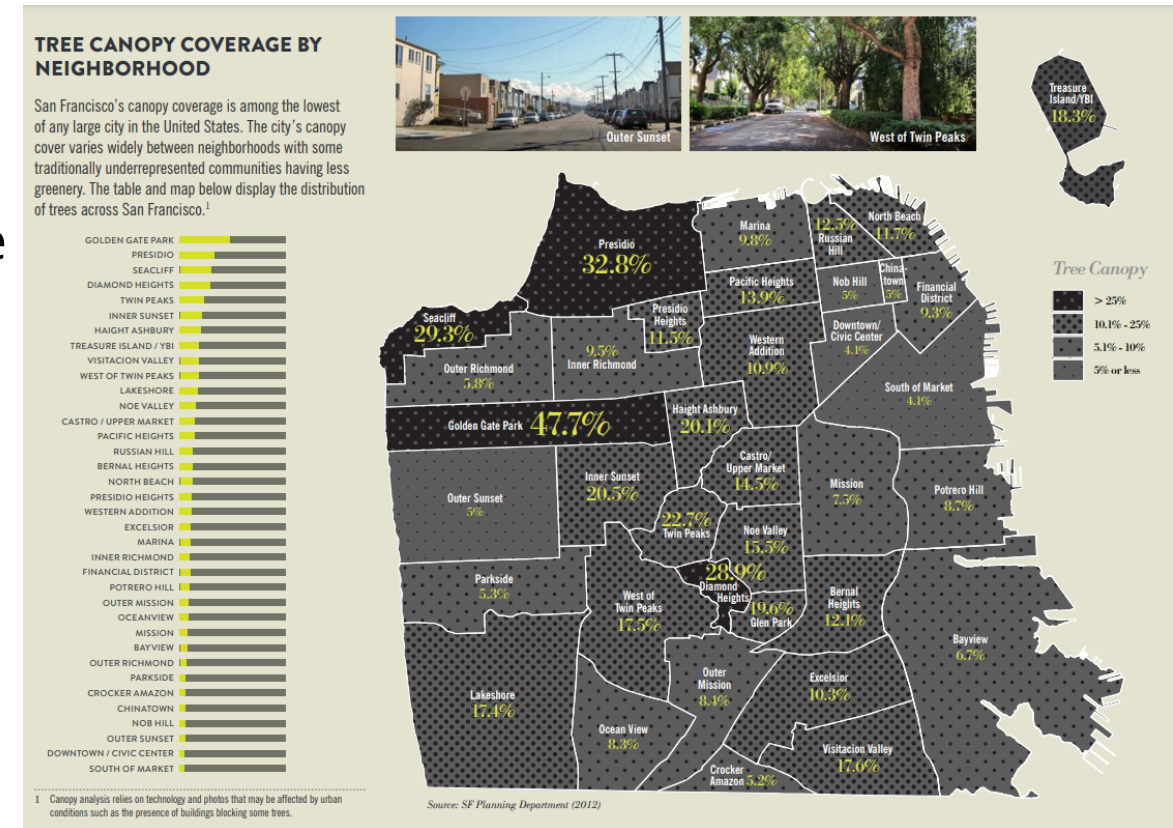 TREE CANOPY COVERAGE BY
NEIGHBORHOOD
San Francisco's canopy coverage is among the lowest
of any large city in the United States. The city's canopy
cover varies widely between neighborhoods with some
traditionally underrepresented communities having less
greenery. The table and map below display the distribution
of trees across San Francisco.1
e
GOLDEN GATE PARK
PRESIDIO
SEACLIFF
DIAMOND HEIGHTS
TWIN PEAKS
INNER SUNSET
HAIGHT ASHBURY
TREASURE ISLAND / YBI
VISITACION VALLEY
WEST OF TWIN PEAKS
LAKESHORE
NOE VALLEY
CASTRO / UPPER MARKET
PACIFIC HEIGHTS
RUSSIAN HILL
BERNAL HEIGHTS
NORTH BEACH
PRESIDIO HEIGHTS
WESTERN ADDITION
EXCELSIOR
MARINA
INNER RICHMOND
FINANCIAL DISTRICT
POTRERO HILL
OUTER MISSION
OCEANVIEW
MISSION
BAYVIEW
OUTER RICHMOND
PARKSIDE
CROCKER AMAZON
CHINATOWN
NOB HILL
OUTER SUNSET
DOWNTOWN / CIVIC CENTER
SOUTH OF MARKET
1 Canopy analysis relies on technology and photos that may be affected by urban
conditions such as the presence of buildings blocking some trees.
Outer Sunset
West of Twin Peaks
Treasure
Island/YBI
18.3%
Presidio
32.8%
Marina
9.8%
12.5%
Russian
Hill
North Beach
11.7%
Pacific Heights
13.9%
Nob Hill
5%
China-
town
5%
Financial
District
9.3%
Seacliff
29.3%
Presidio
Heights
11.5%
Downtown/
Civic Center
4.1%
Western
Addition
10.9%
Outer Richmond
5.8%
9.5%
Inner Richmond
South of Market
4.1%
Golden Gate Park 47.7%
Haight Ashbury
20.1%
Outer Sunset
5%
Inner Sunset
20.5%
Castro/
Upper Market
14.5%
Mission
7.5%
Potrero Hill
8.7%
22.7%
Twin Peaks
Noe Valley
15.5%
Parkside
5.3%
28.9%
Diamond
Heights
West of
Twin Peaks
17.5%
19.6%
Glen Park
Bernal
Heights
12.1%
Bayview
6.7%
Lakeshore
17.4%
Outer
Mission
8.4%
Excelsior
10.3%
Ocean View
8.3%
Visitacion Valley
17.6%
Crocker
Amazon 5.2%
Tree Canopy
> 25%
10.1% - 25%
5.1% - 10%
5% or less
Source: SF Planning Department (2012)